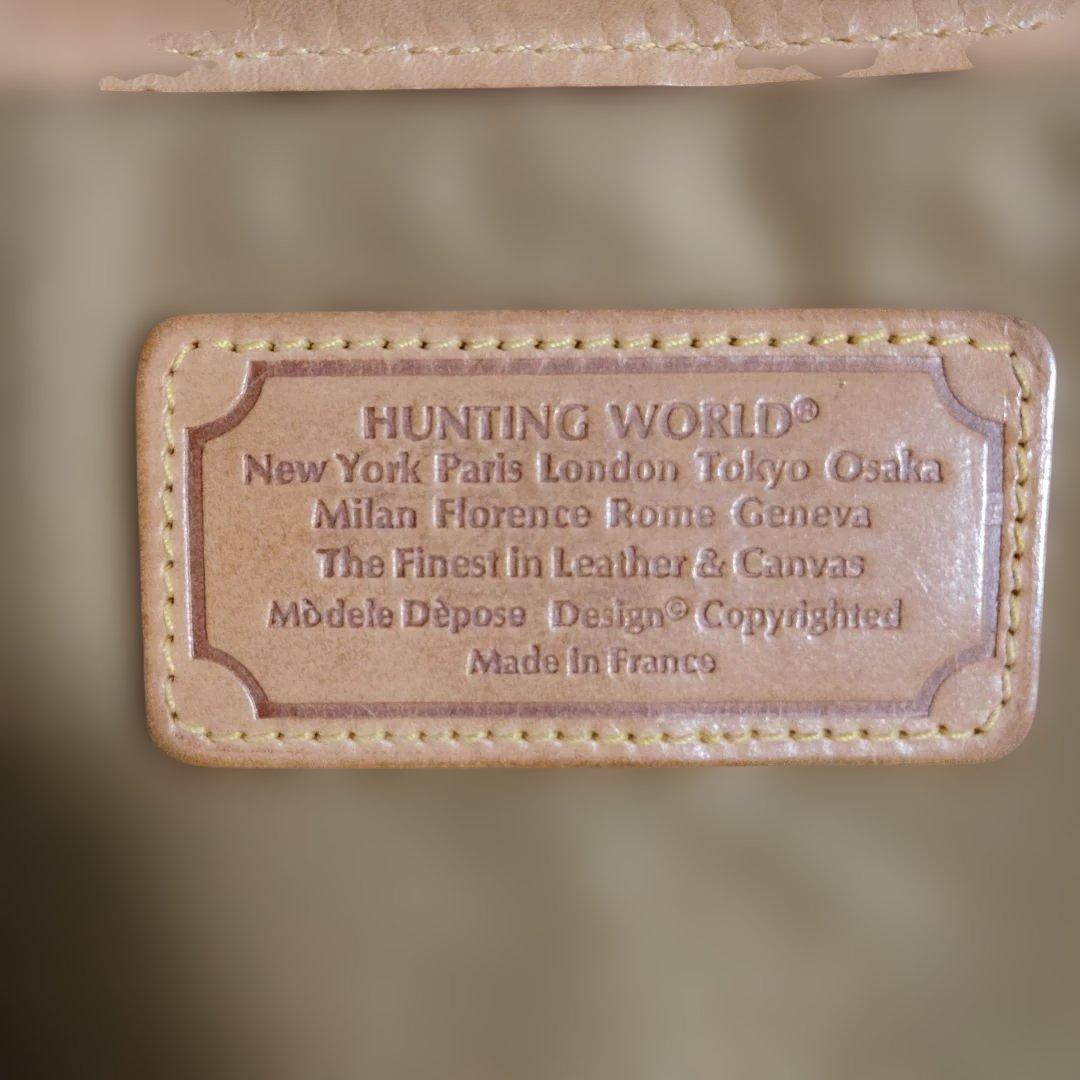 HUNTING WORLD®
New York Paris London Tokyo Osaka
Milan Florence Rome Geneva
The Finest in Leather & Canvas
Mòdele Dèpose Design© Copyrighted
Made in France